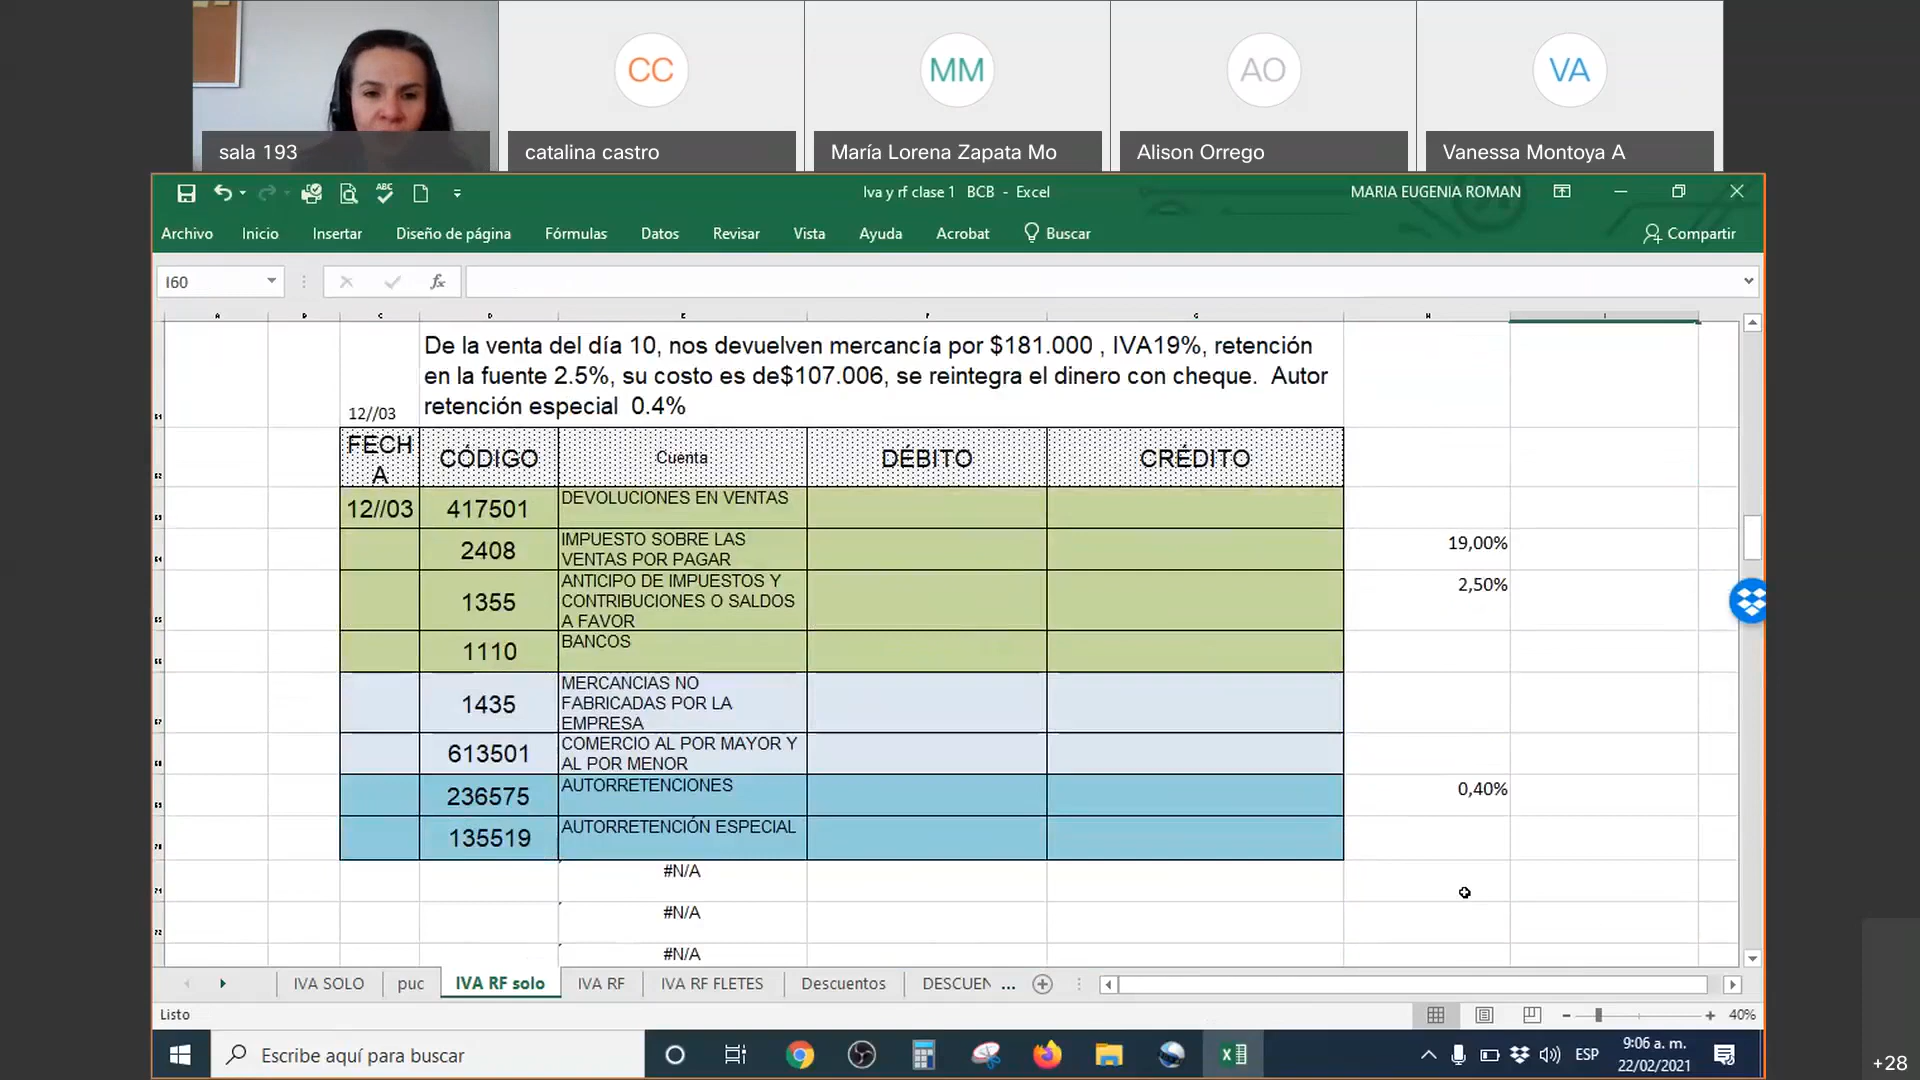 CC
MM
AO
VA
sala 193
catalina castro
María Lorena Zapata Mo
Alison Orrego
Vanessa Montoya A
ABC
Iva y rf clase 1 BCB - Excel
MARIA EUGENIA ROMAN
Archivo
Inicio
Insertar
Diseño de página
Fórmulas
Datos
Revisar
Vista
Ayuda
Acrobat
Buscar
Compartir
I60
fx
De la venta del día 10, nos devuelven mercancía por $181.000 , IVA19%, retención
en la fuente 2.5%, su costo es de$107.006, se reintegra el dinero con cheque. Autor
12//03 retención especial 0.4%
FECH
A
CÓDIGO
Cuenta
DÉBITO
CRÉDITO
12//03
417501
DEVOLUCIONES EN VENTAS
2408
IMPUESTO SOBRE LAS
VENTAS POR PAGAR
19,00%
1355
ANTICIPO DE IMPUESTOS Y
CONTRIBUCIONES O SALDOS
A FAVOR
2,50%
1110
BANCOS
1435
MERCANCIAS NO
FABRICADAS POR LA
EMPRESA
613501
COMERCIO AL POR MAYOR Y
AL POR MENOR
236575
AUTORRETENCIONES
0,40%
135519
AUTORRETENCIÓN ESPECIAL
#N/A
#N/A
#N/A
IVA SOLO
puc
IVA RF solo
IVA RF
IVA RF FLETES
Descuentos
DESCUEN ...
Listo
40%
Escribe aquí para buscar
ESP
9:06 a. m.
22/02/2021
+28